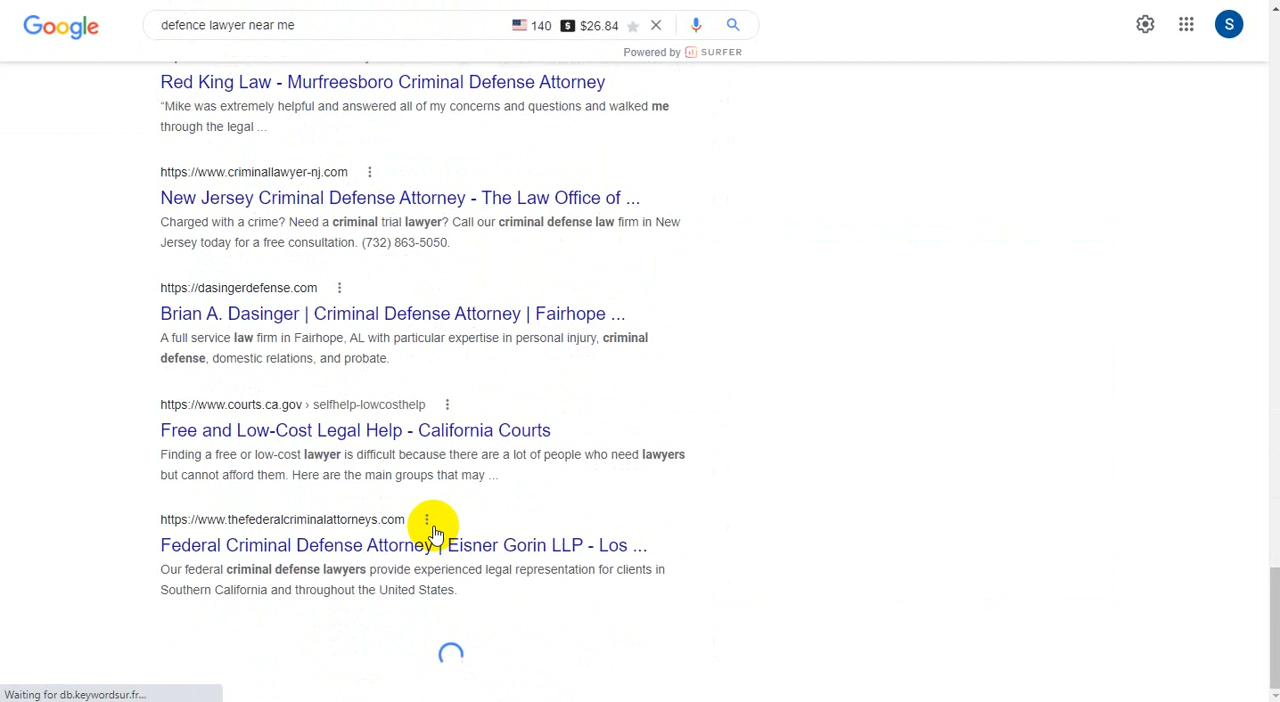 Google
defence lawyer near me
140 $ $26.84
S
Powered by SURFER
Red King Law - Murfreesboro Criminal Defense Attorney
“Mike was extremely helpful and answered all of my concerns and questions and walked me
through the legal ...
https://www.criminallawyer-nj.com
New Jersey Criminal Defense Attorney - The Law Office of ...
Charged with a crime? Need a criminal trial lawyer? Call our criminal defense law firm in New
Jersey today for a free consultation. (732) 863-5050.
https://dasingerdefense.com
Brian A. Dasinger | Criminal Defense Attorney | Fairhope ...
A full service law firm in Fairhope, AL with particular expertise in personal injury, criminal
defense, domestic relations, and probate.
https://www.courts.ca.gov › selfhelp-lowcosthelp
Free and Low-Cost Legal Help - California Courts
Finding a free or low-cost lawyer is difficult because there are a lot of people who need lawyers
but cannot afford them. Here are the main groups that may ...
https://www.thefederalcriminalattorneys.com
Federal Criminal Defense Attorney | Eisner Gorin LLP - Los ...
Our federal criminal defense lawyers provide experienced legal representation for clients in
Southern California and throughout the United States.
Waiting for db.keywordsur.fr...